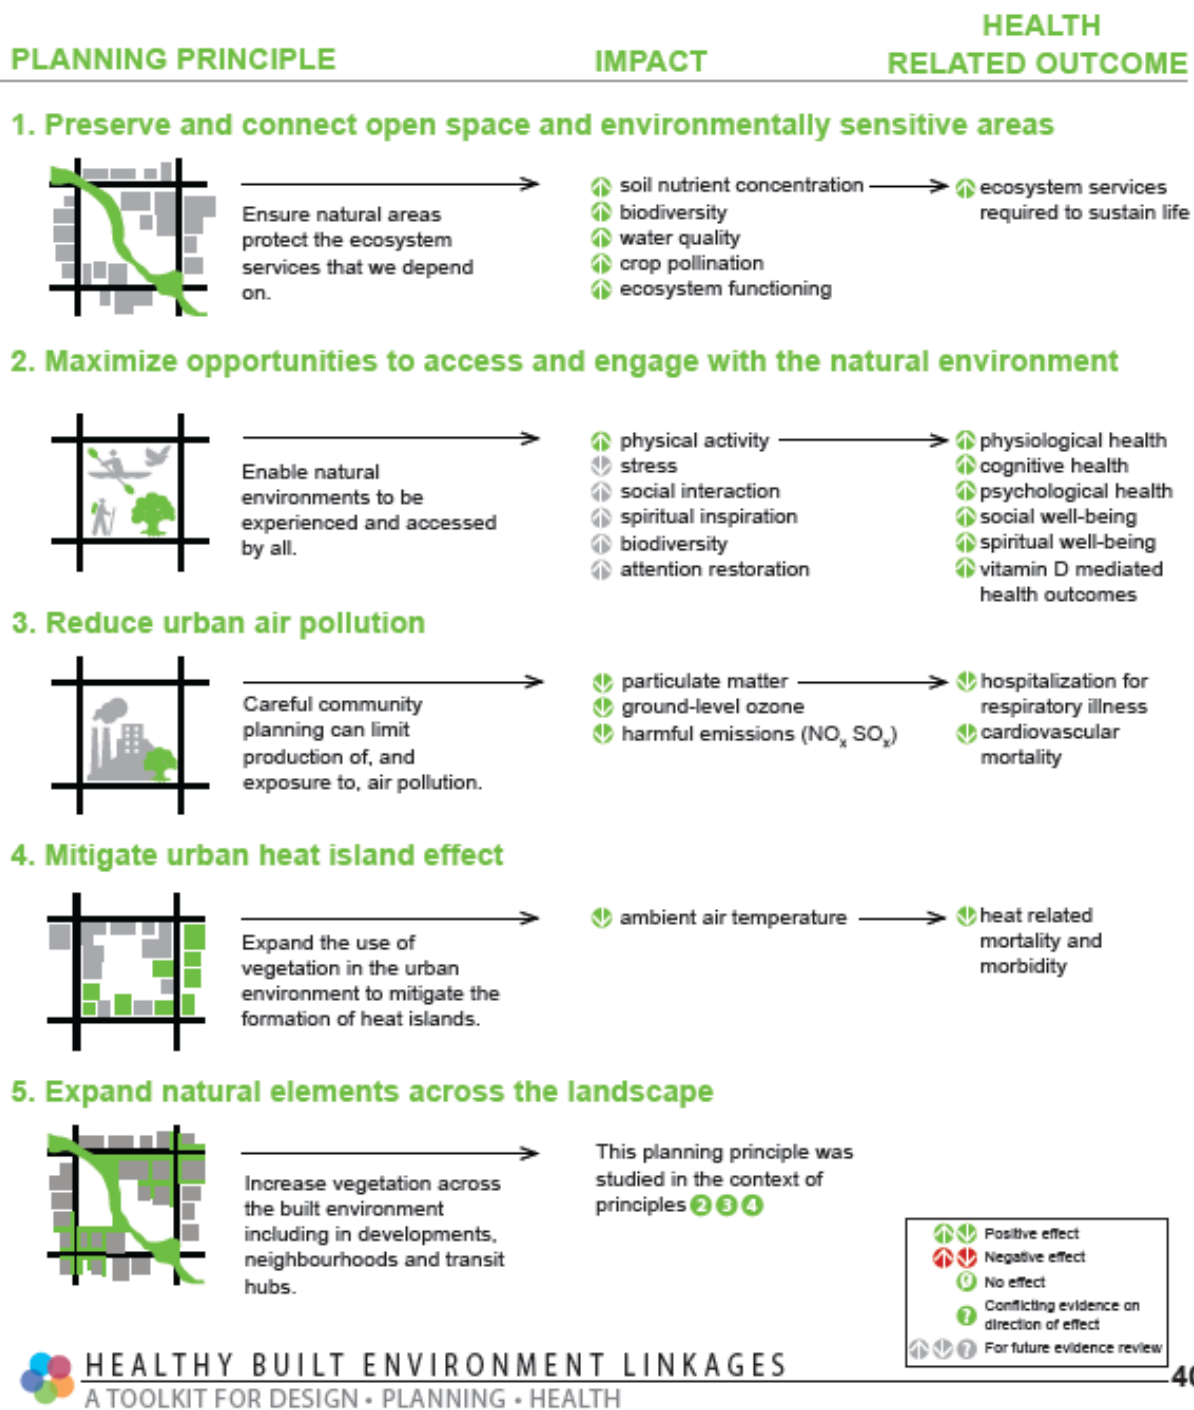 PLANNING PRINCIPLE
IMPACT
HEALTH
RELATED OUTCOME
1. Preserve and connect open space and environmentally sensitive areas
Ensure natural areas
protect the ecosystem
services that we depend
on.
soil nutrient concentration
biodiversity
water quality
crop pollination
ecosystem functioning
ecosystem services
required to sustain life
2. Maximize opportunities to access and engage with the natural environment
Enable natural
environments to be
experienced and accessed
by all.
physical activity
stress
social interaction
spiritual inspiration
biodiversity
attention restoration
physiological health
cognitive health
psychological health
social well-being
spiritual well-being
vitamin D mediated
health outcomes
3. Reduce urban air pollution
Careful community
planning can limit
production of, and
exposure to, air pollution.
particulate matter
ground-level ozone
harmful emissions (NOx SOx)
hospitalization for
respiratory illness
cardiovascular
mortality
4. Mitigate urban heat island effect
Expand the use of
vegetation in the urban
environment to mitigate the
formation of heat islands.
ambient air temperature
heat related
mortality and
morbidity
5. Expand natural elements across the landscape
Increase vegetation across
the built environment
including in developments,
neighbourhoods and transit
hubs.
This planning principle was
studied in the context of
principles 2 3 4
Positive effect
Negative effect
0 No effect
? Conflicting evidence on
direction of effect
? For future evidence review
HEALTHY BUILT ENVIRONMENT LINKAGES
A TOOLKIT FOR DESIGN • PLANNING • HEALTH